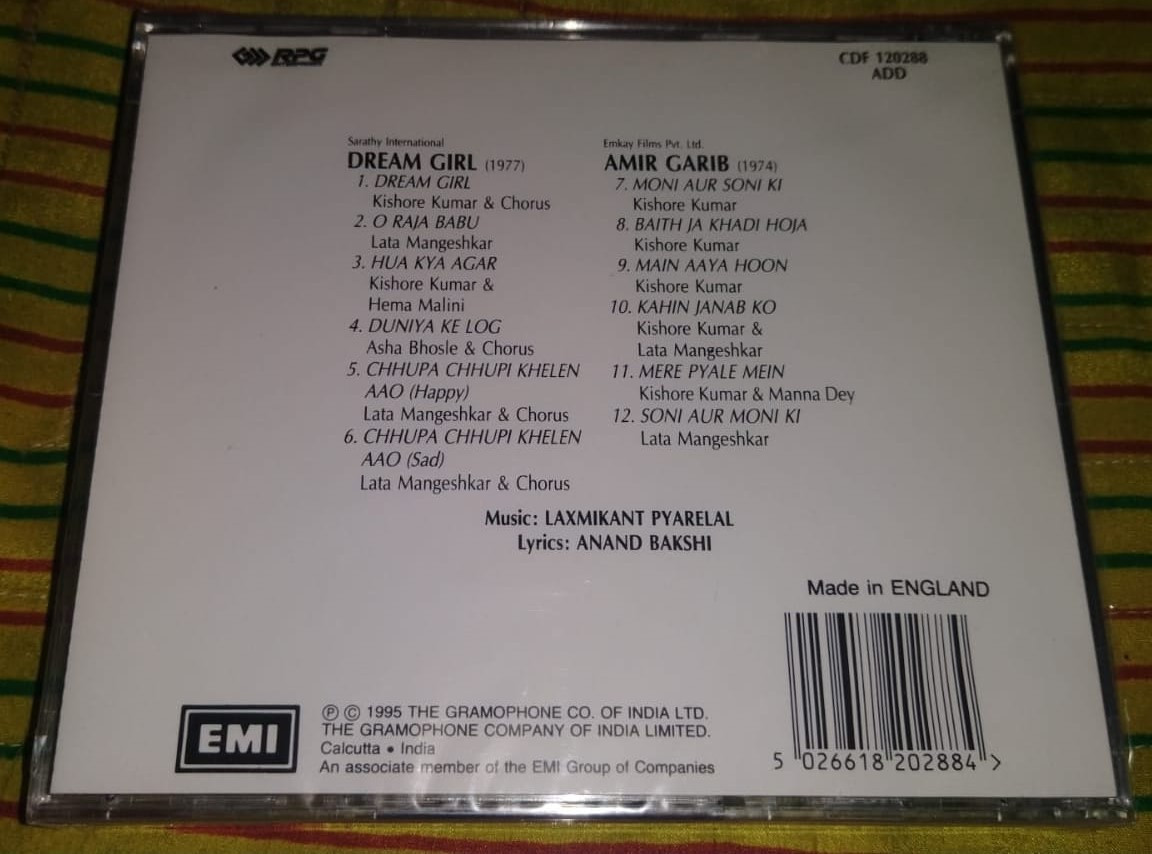 RPG
CDF 120288
ADD
Sarathy International
DREAM GIRL (1977)
1. DREAM GIRL
Kishore Kumar & Chorus
2. O RAJA BABU
Lata Mangeshkar
3. HUA KYA AGAR
Kishore Kumar &
Hema Malini
4. DUNIYA KE LOG
Asha Bhosle & Chorus
5. CHHUPA CHHUPI KHELEN
AAO (Happy)
Lata Mangeshkar & Chorus
6. CHHUPA CHHUPI KHELEN
AAO (Sad)
Lata Mangeshkar & Chorus
Emkay Films Pvt. Ltd.
AMIR GARIB (1974)
7. MONI AUR SONI KI
Kishore Kumar
8. BAITH JA KHADI HOJA
Kishore Kumar
9. MAIN AAYA HOON
Kishore Kumar
10. KAHIN JANAB KO
Kishore Kumar &
Lata Mangeshkar
11. MERE PYALE MEIN
Kishore Kumar & Manna Dey
12. SONI AUR MONI KI
Lata Mangeshkar
Music: LAXMIKANT PYARELAL
Lyrics: ANAND BAKSHI
Made in ENGLAND
EMI
Ⓟ © 1995 THE GRAMOPHONE CO. OF INDIA LTD.
THE GRAMOPHONE COMPANY OF INDIA LIMITED.
Calcutta • India
An associate member of the EMI Group of Companies
5 026618 202884 >